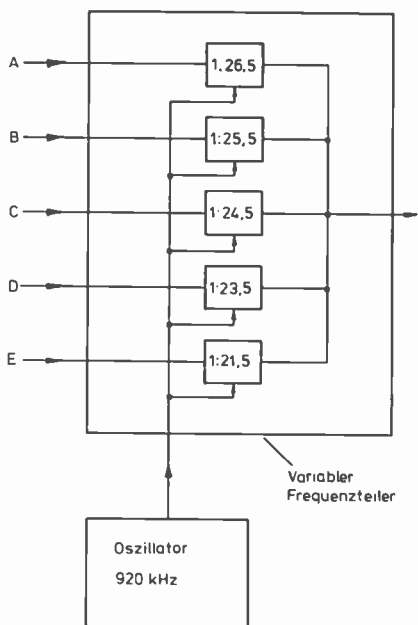 A
1.26,5
B
1:25,5
C
1:24,5
D
1:23,5
E
1:21,5
Variabler
Frequenzteiler
Oszillator
920 kHz